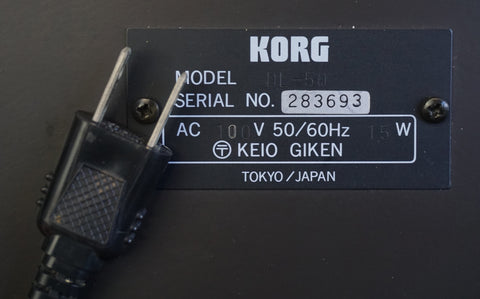 KORG
MODEL
SERIAL NO. 283693
AC 100 V 50/60Hz 15 W
〒 KEIO GIKEN
TOKYO/JAPAN